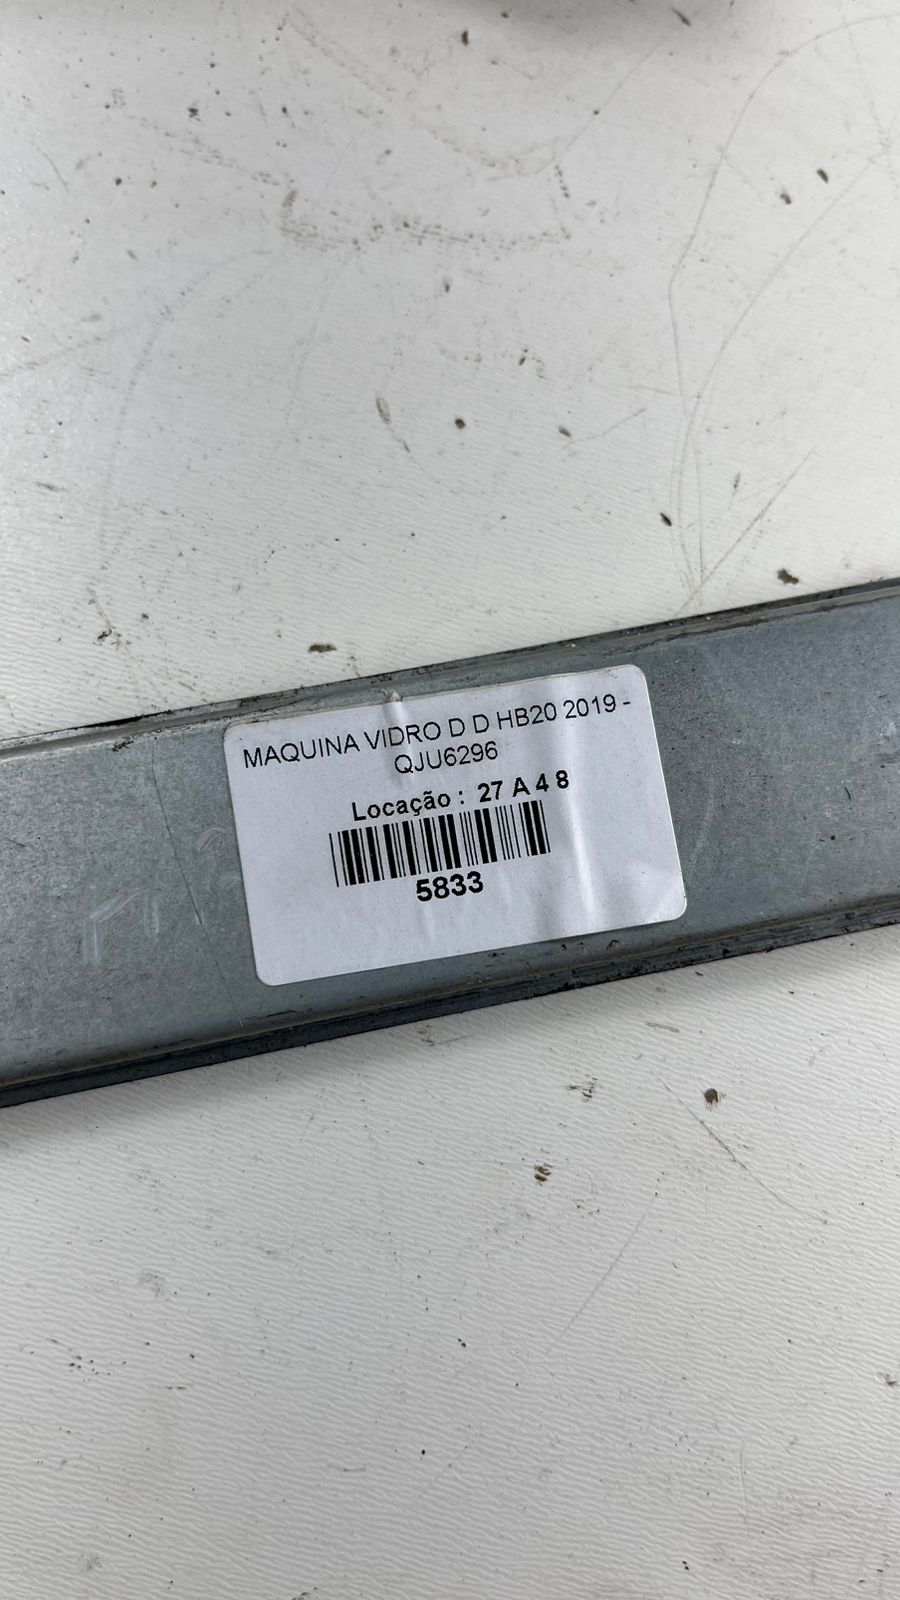 MAQUINA VIDRO D D HB20 2019 -
QJU6296
Locação : 27 A 4 8
5833